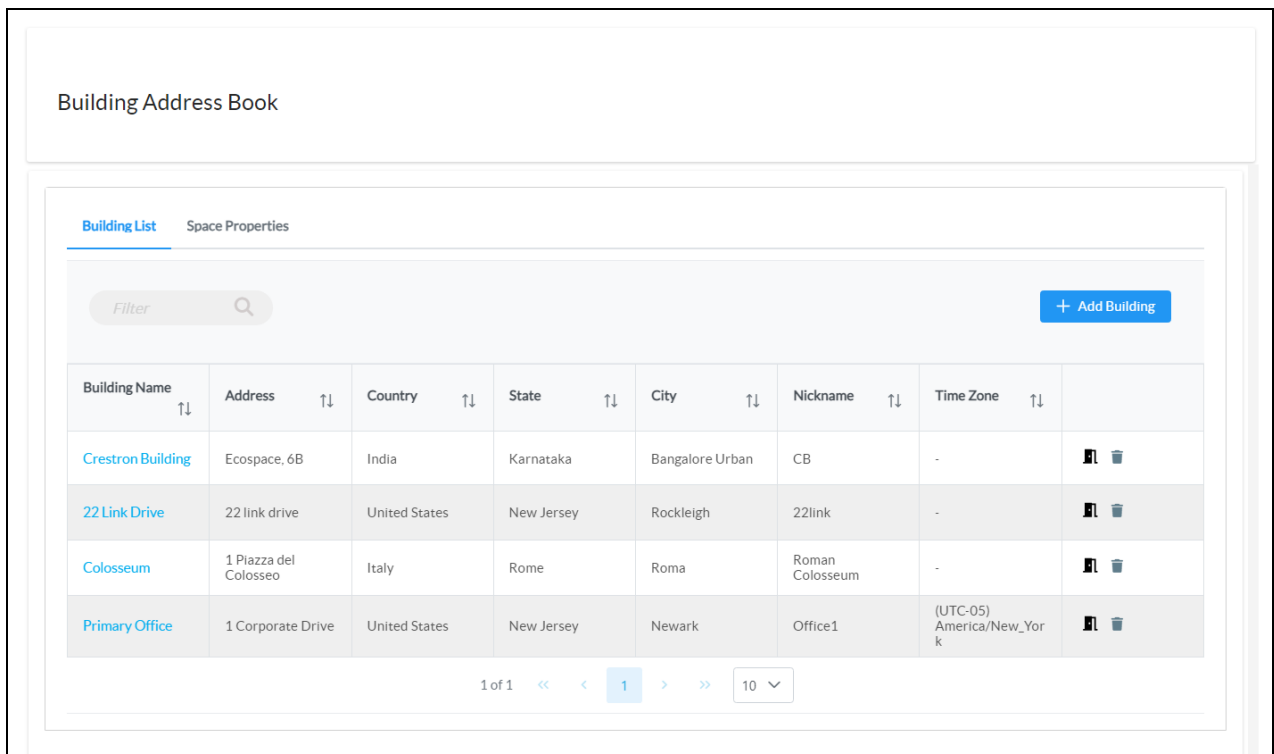 Building Address Book
Building List Space Properties
Filter
+ Add Building
Building Name Address Country State City Nickname Time Zone
Crestron Building Ecospace, 6B India Karnataka Bangalore Urban CB -
22 Link Drive 22 link drive United States New Jersey Rockleigh 22link -
Colosseum 1 Piazza del
Colosseo Italy Rome Roma Roman
Colosseum -
Primary Office 1 Corporate Drive United States New Jersey Newark Office1 (UTC-05)
America/New_Yor
k
1 of 1 << < 1 > >> 10